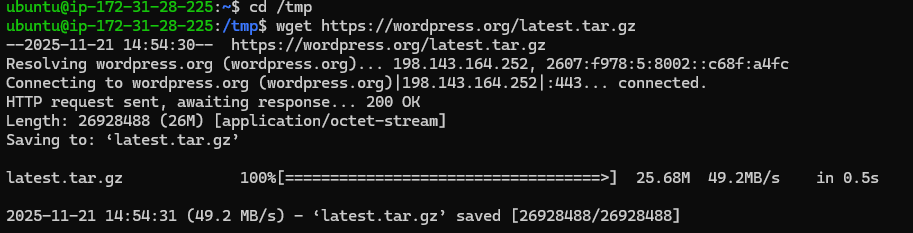 ubuntu@ip-172-31-28-225:~$ cd /tmp
ubuntu@ip-172-31-28-225:/tmp$ wget https://wordpress.org/latest.tar.gz
--2025-11-21 14:54:30--  https://wordpress.org/latest.tar.gz
Resolving wordpress.org (wordpress.org)... 198.143.164.252, 2607:f978:5:8002::c68f:a4fc
Connecting to wordpress.org (wordpress.org)|198.143.164.252|:443... connected.
HTTP request sent, awaiting response... 200 OK
Length: 26928488 (26M) [application/octet-stream]
Saving to: ‘latest.tar.gz’
latest.tar.gz             100%[===================================>]  25.68M  49.2MB/s    in 0.5s
2025-11-21 14:54:31 (49.2 MB/s) - ‘latest.tar.gz’ saved [26928488/26928488]